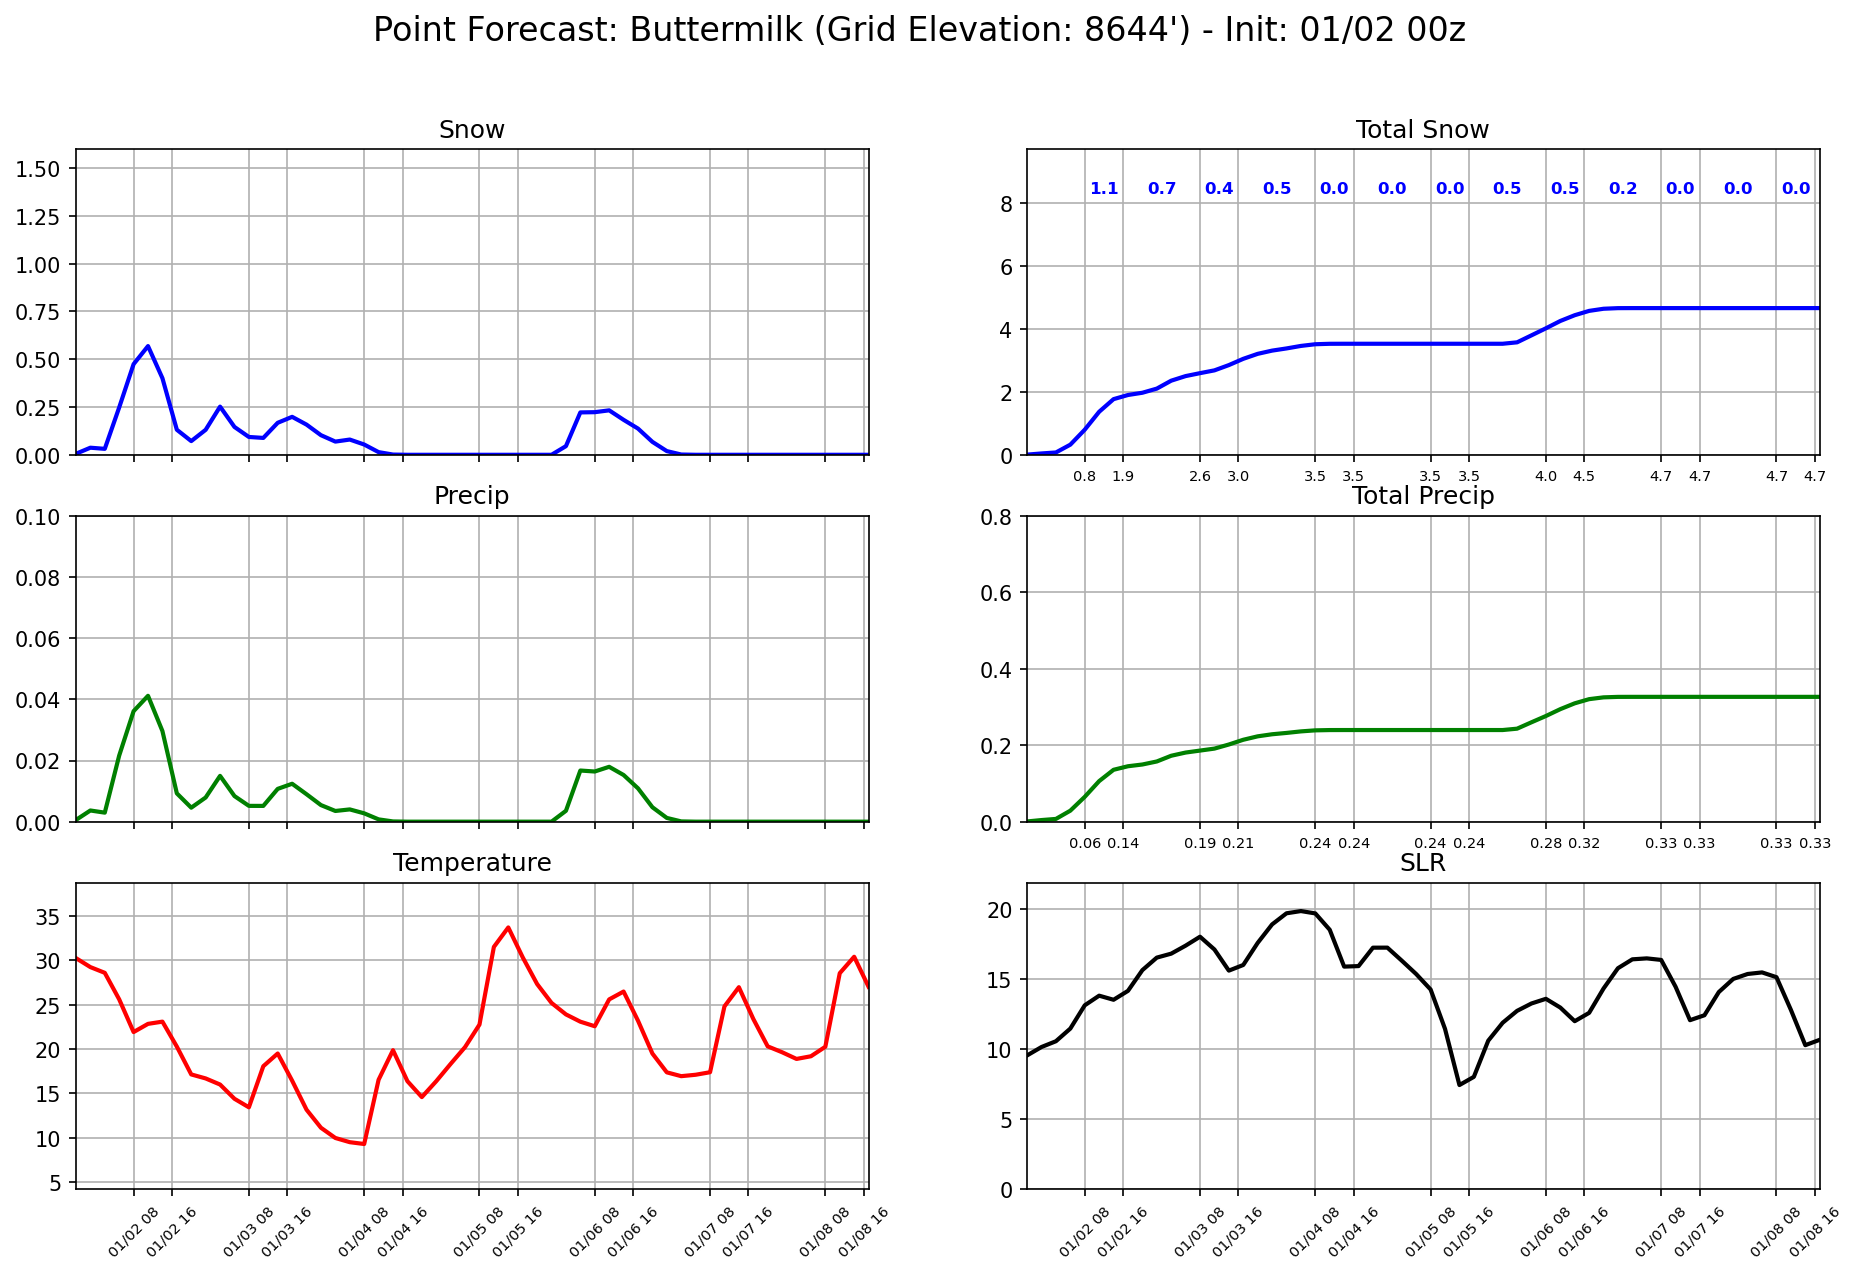 Point Forecast: Buttermilk (Grid Elevation: 8644') - Init: 01/02 00z
Snow
1.50
1.25
1.00
0.75
0.50
0.25
0.00
Total Snow
1.1 0.7 0.4 0.5 0.0 0.0 0.0 0.5 0.5 0.2 0.0 0.0 0.0
8
6
4
2
0
0.8 1.9 2.6 3.0 3.5 3.5 3.5 3.5 4.0 4.5 4.7 4.7 4.7 4.7
Precip
0.10
0.08
0.06
0.04
0.02
0.00
Total Precip
0.8
0.6
0.4
0.2
0.0
0.06 0.14 0.19 0.21 0.24 0.24 0.24 0.24 0.28 0.32 0.33 0.33 0.33 0.33
Temperature
35
30
25
20
15
10
5
01/02 08 01/02 16 01/03 08 01/03 16 01/04 08 01/04 16 01/05 08 01/05 16 01/06 08 01/06 16 01/07 08 01/07 16 01/08 08 01/08 16
SLR
20
15
10
5
0
01/02 08 01/02 16 01/03 08 01/03 16 01/04 08 01/04 16 01/05 08 01/05 16 01/06 08 01/06 16 01/07 08 01/07 16 01/08 08 01/08 16